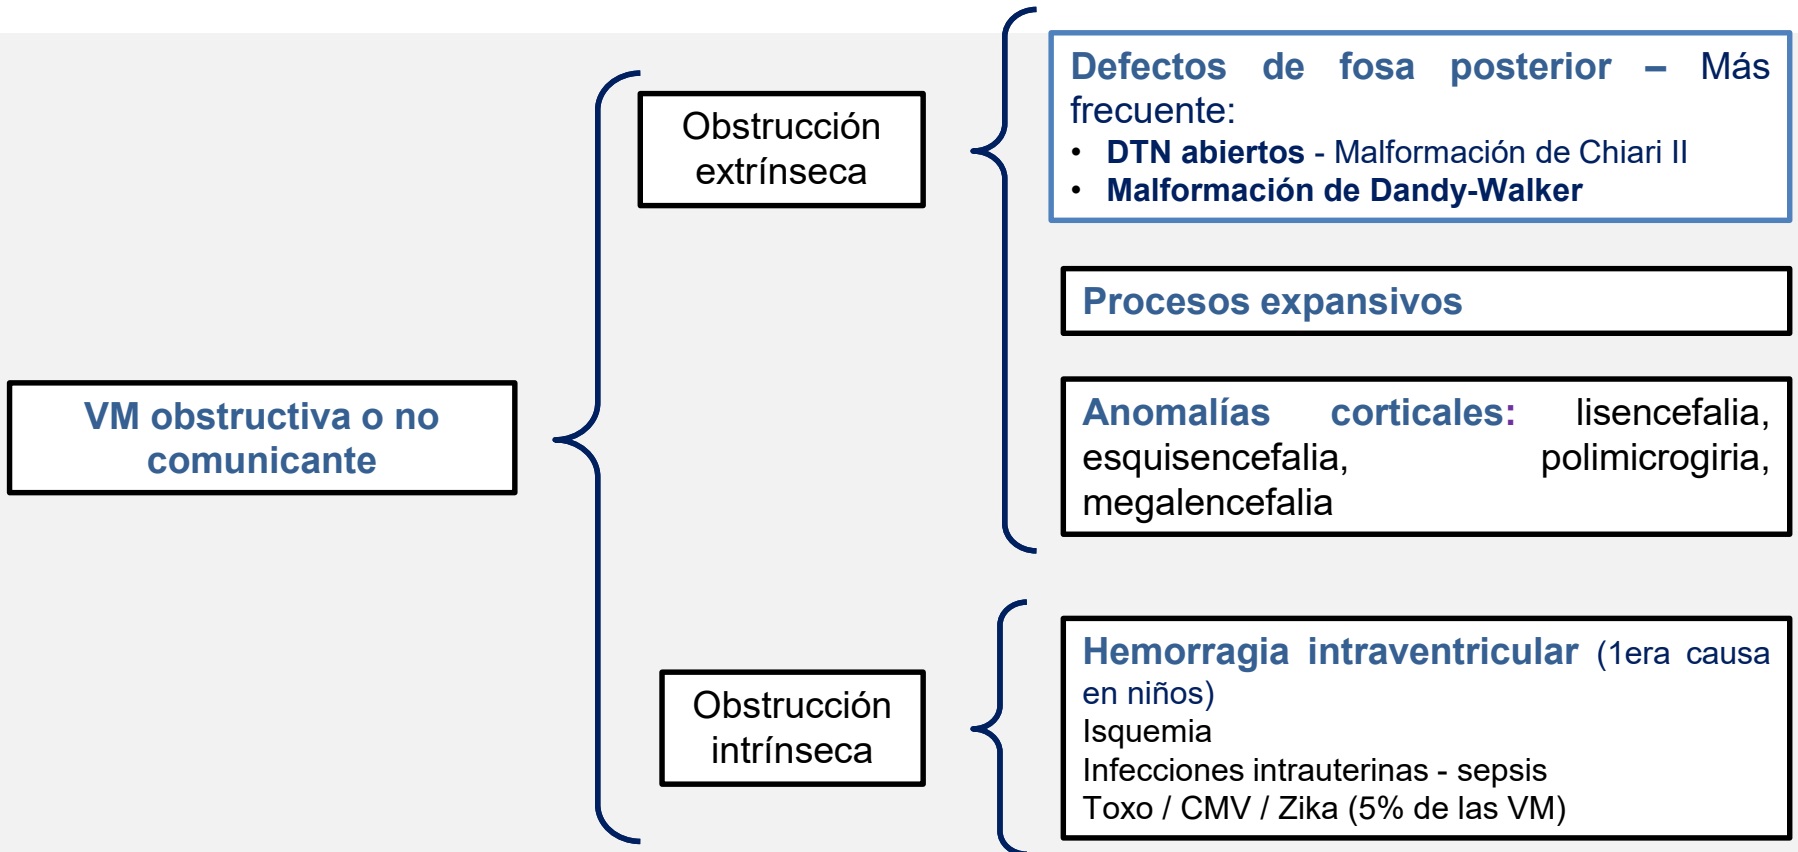 VM obstructiva o no
comunicante
Obstrucción
extrínseca
Defectos de fosa posterior – Más
frecuente:
• DTN abiertos - Malformación de Chiari II
• Malformación de Dandy-Walker
Procesos expansivos
Anomalías corticales: lisencefalia,
esquisencefalia, polimicrogiria,
megalencefalia
Obstrucción
intrínseca
Hemorragia intraventricular (1era causa
en niños)
Isquemia
Infecciones intrauterinas - sepsis
Toxo / CMV / Zika (5% de las VM)